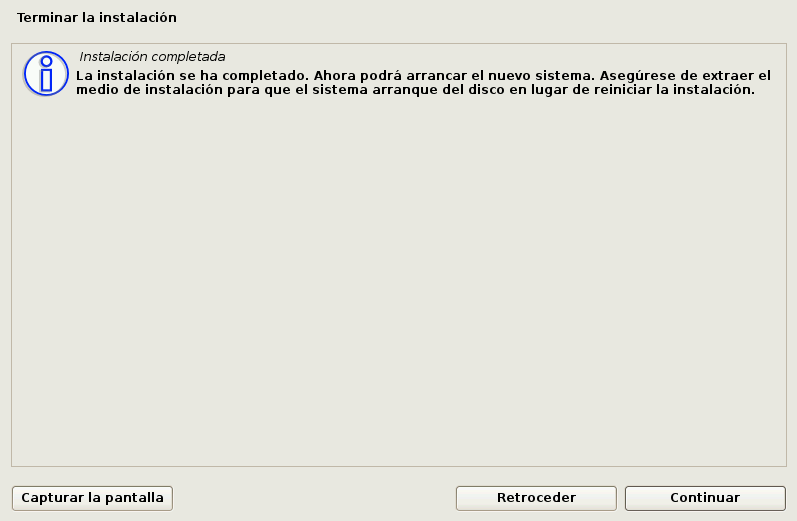 Terminar la instalación
Instalación completada
La instalación se ha completado. Ahora podrá arrancar el nuevo sistema. Asegúrese de extraer el
medio de instalación para que el sistema arranque del disco en lugar de reiniciar la instalación.
Capturar la pantalla
Retroceder
Continuar